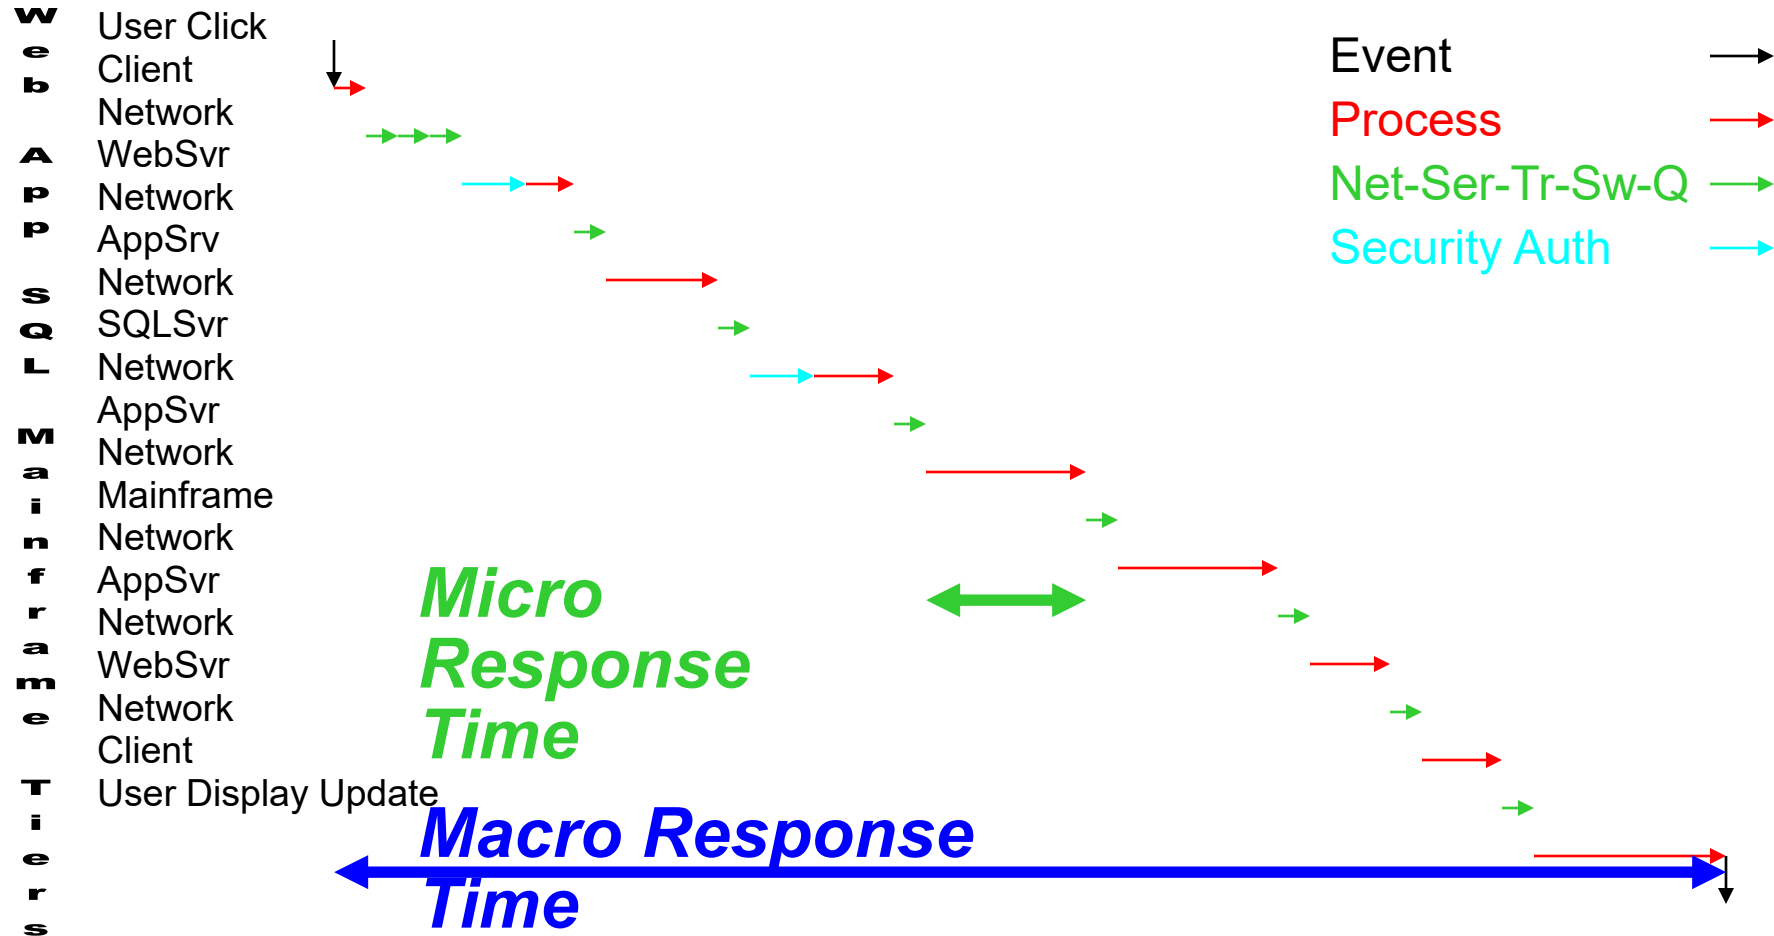 Web App SQL Mainframe Tiers
User Click
Client
Network
WebSvr
Network
AppSrv
Network
SQLSvr
Network
AppSvr
Network
Mainframe
Network
AppSvr
Network
WebSvr
Network
Client
User Display Update
Event
Process
Net-Ser-Tr-Sw-Q
Security Auth
Micro
Response
Time
Macro Response
Time